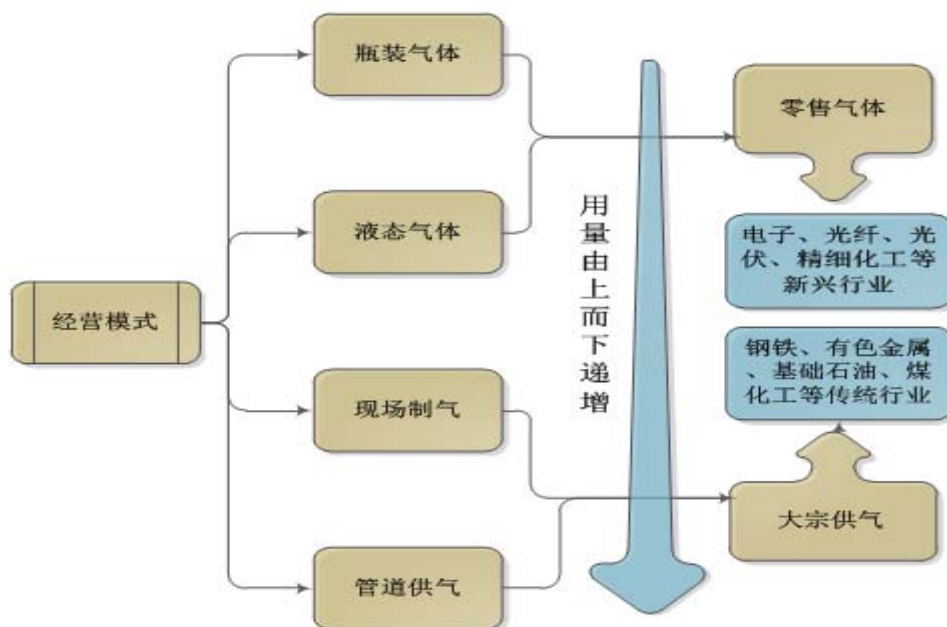 瓶装气体
零售气体
液态气体
电子、光纤、光
伏、精细化工等
新兴行业
经营模式
用量由上而下递增
钢铁、有色金属
、基础石油、煤
化工等传统行业
现场制气
大宗供气
管道供气